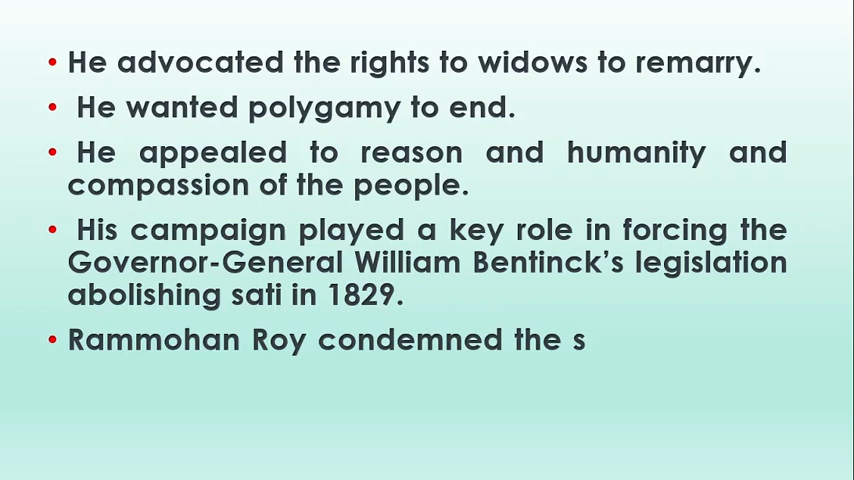 • He advocated the rights to widows to remarry.
• He wanted polygamy to end.
• He appealed to reason and humanity and
compassion of the people.
• His campaign played a key role in forcing the
Governor-General William Bentinck’s legislation
abolishing sati in 1829.
• Rammohan Roy condemned the s